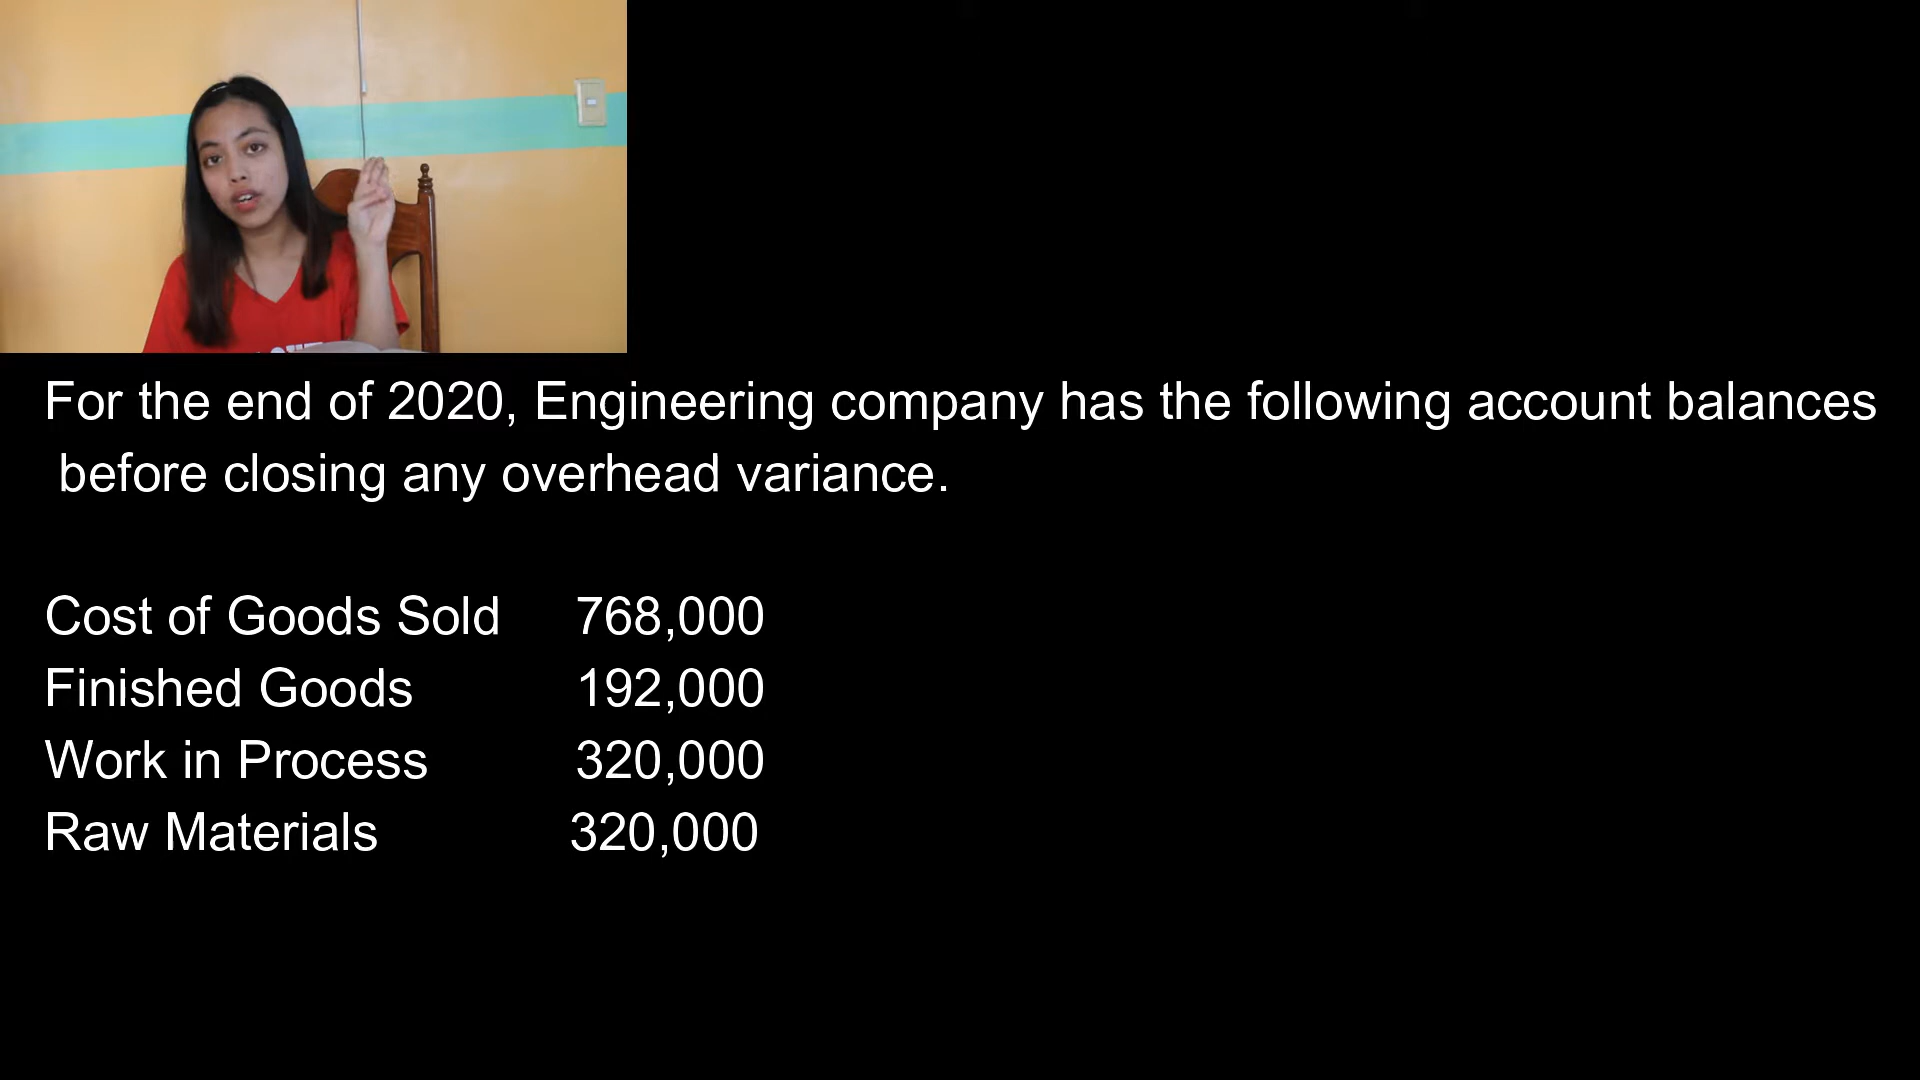 For the end of 2020, Engineering company has the following account balances
before closing any overhead variance.
Cost of Goods Sold 768,000
Finished Goods 192,000
Work in Process 320,000
Raw Materials 320,000